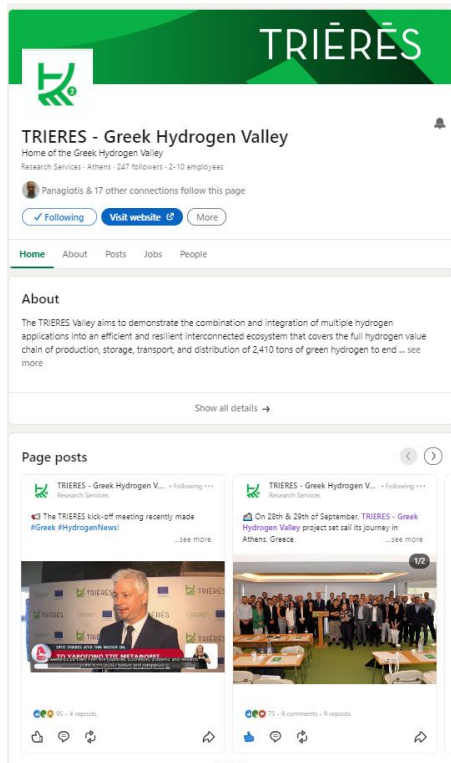 TRIĒRĒS
TRIERES - Greek Hydrogen Valley
Home of the Greek Hydrogen Valley
Research Services · Athens · 247 followers · 2-10 employees
Panagiotis & 17 other connections follow this page
Following
Visit website
More
Home About Posts Jobs People
About
The TRIERES Valley aims to demonstrate the combination and integration of multiple hydrogen
applications into an efficient and resilient interconnected ecosystem that covers the full hydrogen value
chain of production, storage, transport, and distribution of 2,410 tons of green hydrogen to end ... see
more
Show all details →
Page posts
TRIERES - Greek Hydrogen V... • Following ···
Research Services
The TRIERES kick-off meeting recently made
#Greek #HydrogenNews!
...see more
TRIĒRĒS
ΤΟ ΥΔΡΟΓΟΝΟ ΣΤΙΣ ΜΕΤΑΦΟΡΕΣ
95 · 4 reposts
TRIERES - Greek Hydrogen V... • Following ···
Research Services
On 28th & 29th of September, TRIERES - Greek
Hydrogen Valley project set sail its journey in
Athens, Greece.
...see more
1/2
75 · 9 comments · 9 reposts